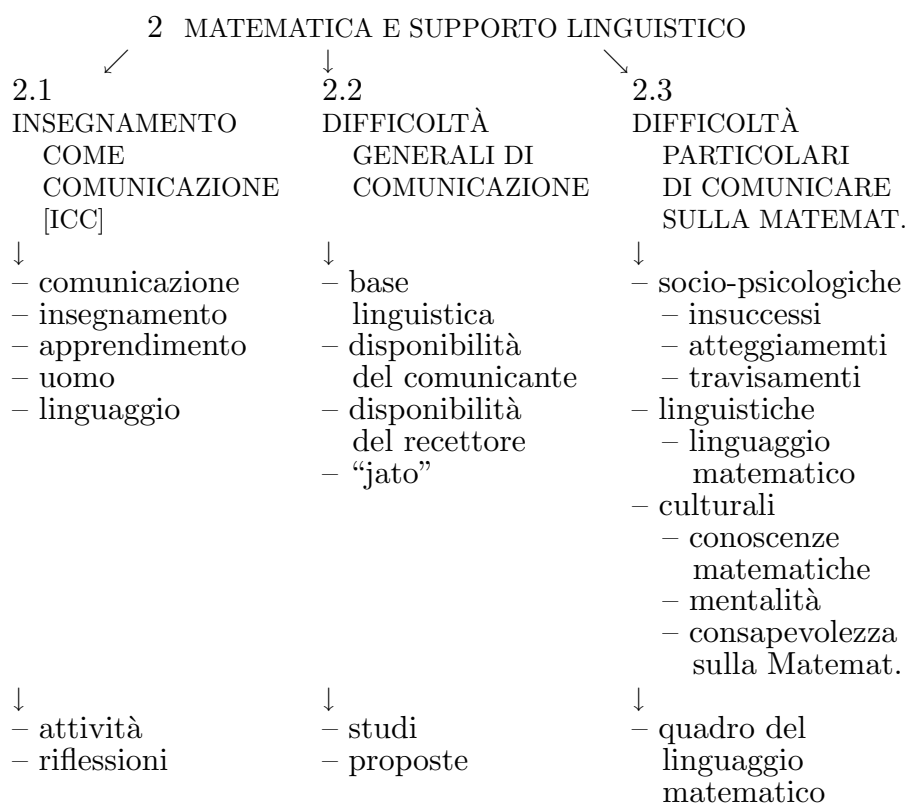 2 MATEMATICA E SUPPORTO LINGUISTICO
↙ ↓ ↘
2.1
INSEGNAMENTO
COME
COMUNICAZIONE
[ICC]
↓
– comunicazione
– insegnamento
– apprendimento
– uomo
– linguaggio
↓
– attività
– riflessioni
2.2
DIFFICOLTÀ
GENERALI DI
COMUNICAZIONE
↓
– base
linguistica
– disponibilità
del comunicante
– disponibilità
del recettore
– “jato”
↓
– studi
– proposte
2.3
DIFFICOLTÀ
PARTICOLARI
DI COMUNICARE
SULLA MATEMAT.
↓
– socio-psicologiche
– insuccessi
– atteggiamemti
– travisamenti
– linguistiche
– linguaggio
matematico
– culturali
– conoscenze
matematiche
– mentalità
– consapevolezza
sulla Matemat.
↓
– quadro del
linguaggio
matematico